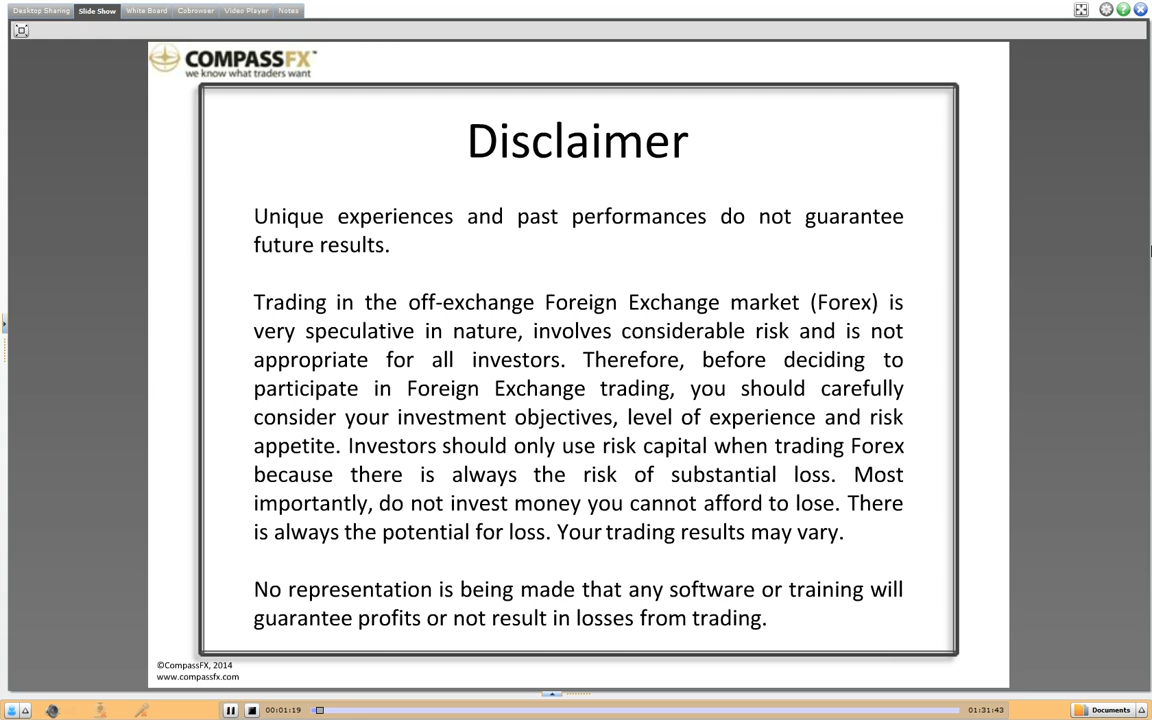 Desktop Sharing Slide Show White Board Cobrowser Video Player Notes
COMPASSFX™
we know what traders want
Disclaimer
Unique experiences and past performances do not guarantee
future results.
Trading in the off-exchange Foreign Exchange market (Forex) is
very speculative in nature, involves considerable risk and is not
appropriate for all investors. Therefore, before deciding to
participate in Foreign Exchange trading, you should carefully
consider your investment objectives, level of experience and risk
appetite. Investors should only use risk capital when trading Forex
because there is always the risk of substantial loss. Most
importantly, do not invest money you cannot afford to lose. There
is always the potential for loss. Your trading results may vary.
No representation is being made that any software or training will
guarantee profits or not result in losses from trading.
©CompassFX, 2014
www.compassfx.com
00:01:19 01:31:43 Documents